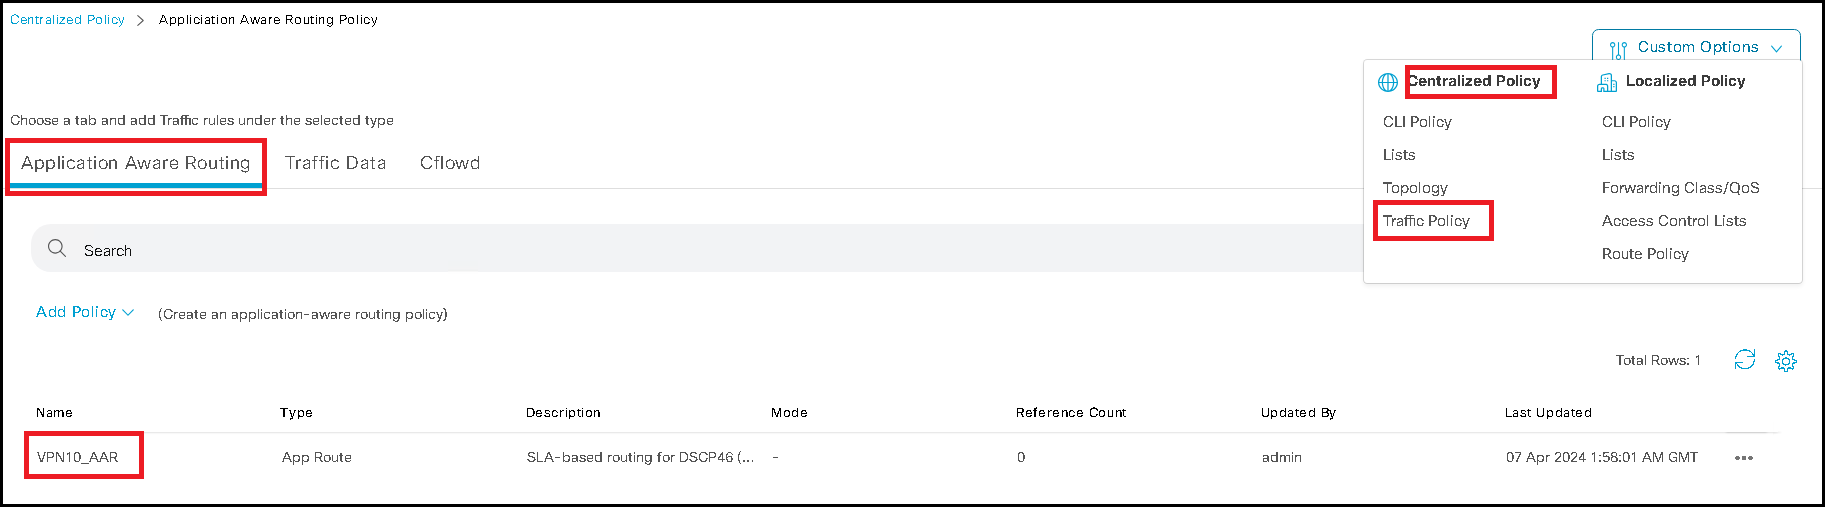 Centralized Policy > Appliciation Aware Routing Policy
Custom Options
Centralized Policy
CLI Policy
Lists
Topology
Traffic Policy
Localized Policy
CLI Policy
Lists
Forwarding Class/QoS
Access Control Lists
Route Policy
Choose a tab and add Traffic rules under the selected type
Application Aware Routing Traffic Data Cflowd
Search
Add Policy (Create an application-aware routing policy)
Total Rows: 1
Name Type Description Mode Reference Count Updated By Last Updated
VPN10_AAR App Route SLA-based routing for DSCP46 (... - 0 admin 07 Apr 2024 1:58:01 AM GMT •••